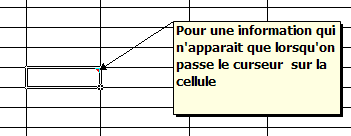 Pour une information qui
n'apparait que lorsqu'on
passe le curseur sur la
cellule